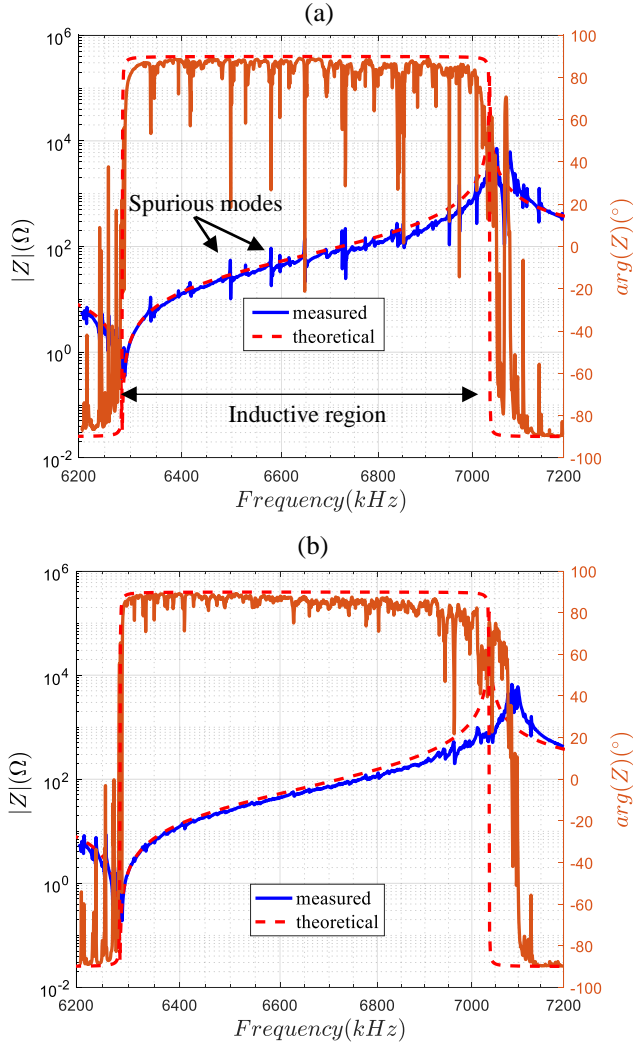 (a)
10^6
10^4
10^2
10^0
10^-2
|Z|(Ω)
100
80
60
40
20
0
-20
-40
-60
-80
-100
arg(Z)(°)
Spurious modes
measured
theoretical
Inductive region
6200 6400 6600 6800 7000 7200
Frequency(kHz)
(b)
10^6
10^4
10^2
10^0
10^-2
|Z|(Ω)
100
80
60
40
20
0
-20
-40
-60
-80
-100
arg(Z)(°)
measured
theoretical
6200 6400 6600 6800 7000 7200
Frequency(kHz)